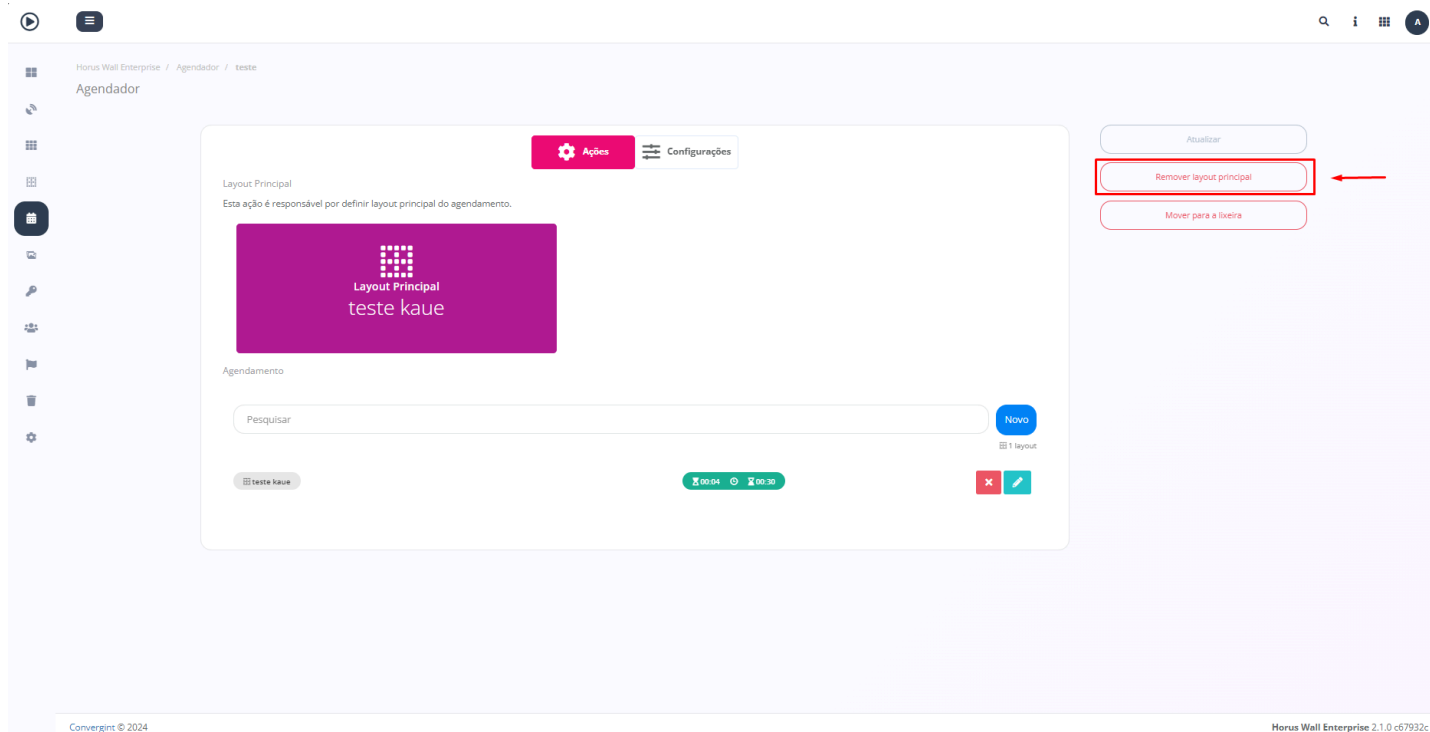 A
Horus Wall Enterprise / Agendador / teste
Agendador
Ações
Configurações
Atualizar
Remover layout principal
Mover para a lixeira
Layout Principal
Esta ação é responsável por definir layout principal do agendamento.
Layout Principal
teste kaue
Agendamento
Pesquisar
Novo
1 layout
teste kaue
00:04 00:30
Convergint © 2024
Horus Wall Enterprise 2.1.0 c67932c